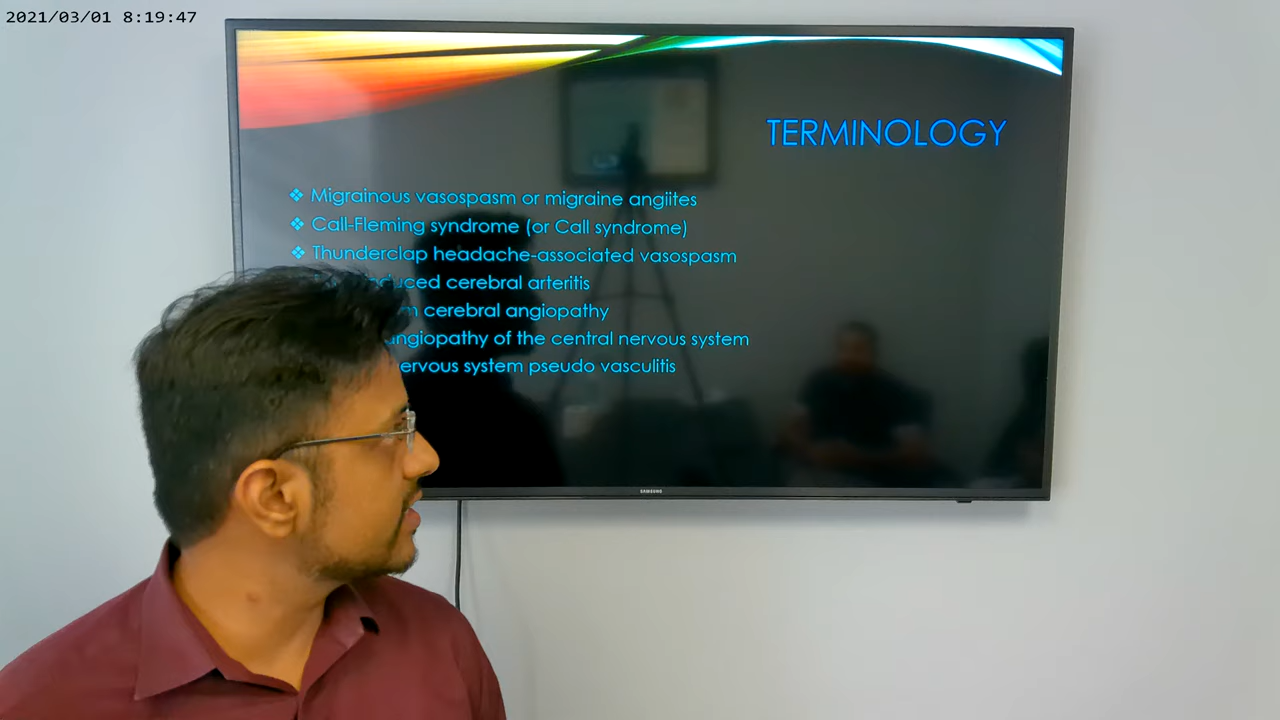 2021/03/01 8:19:47
TERMINOLOGY
❖ Migrainous vasospasm or migraine angiites
❖ Call-Fleming syndrome (or Call syndrome)
❖ Thunderclap headache-associated vasospasm
cerebral arteritis
cerebral angiopathy
angiopathy of the central nervous system
system pseudo vasculitis
SAMSUNG